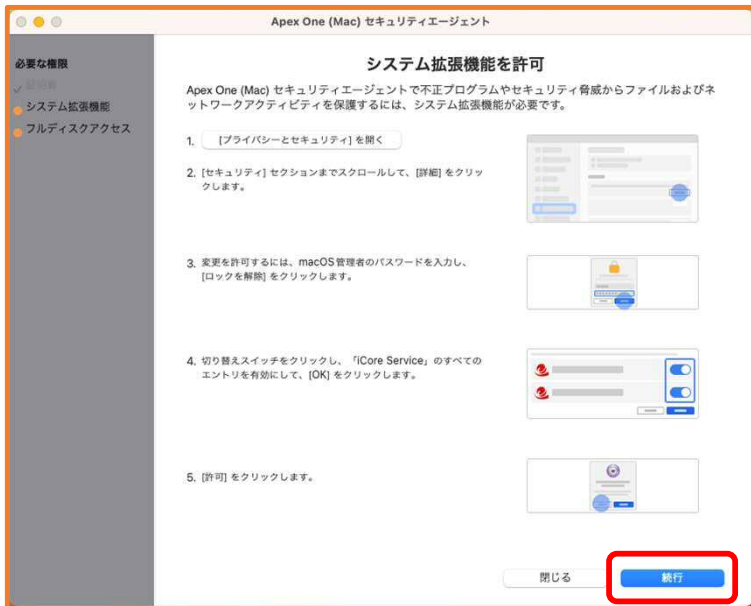 Apex One (Mac) セキュリティエージェント
必要な権限
証明書
システム拡張機能
フルディスクアクセス
システム拡張機能を許可
Apex One (Mac) セキュリティエージェントで不正プログラムやセキュリティ脅威からファイルおよびネ
ットワークアクティビティを保護するには、システム拡張機能が必要です。
1. [プライバシーとセキュリティ] を開く
2. [セキュリティ] セクションまでスクロールして、[詳細] をクリッ
クします。
3. 変更を許可するには、macOS管理者のパスワードを入力し、
[ロックを解除] をクリックします。
4. 切り替えスイッチをクリックし、「iCore Service」のすべての
エントリを有効にして、[OK] をクリックします。
5. [許可] をクリックします。
閉じる
続行